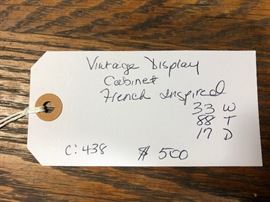 Vintage Display
Cabinet
French Inspired
33 W
88 T
17 D
C: 438 $ 500